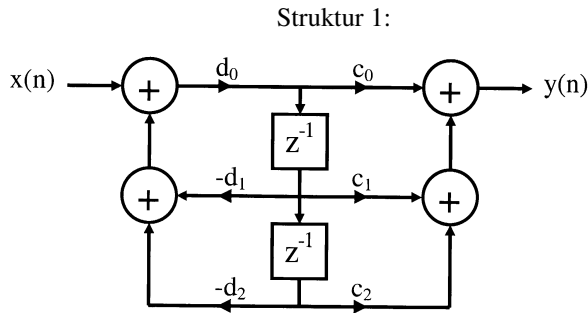 Struktur 1:
x(n) + d₀ c₀ + y(n)
z⁻¹
+ -d₁ c₁ +
z⁻¹
-d₂ c₂